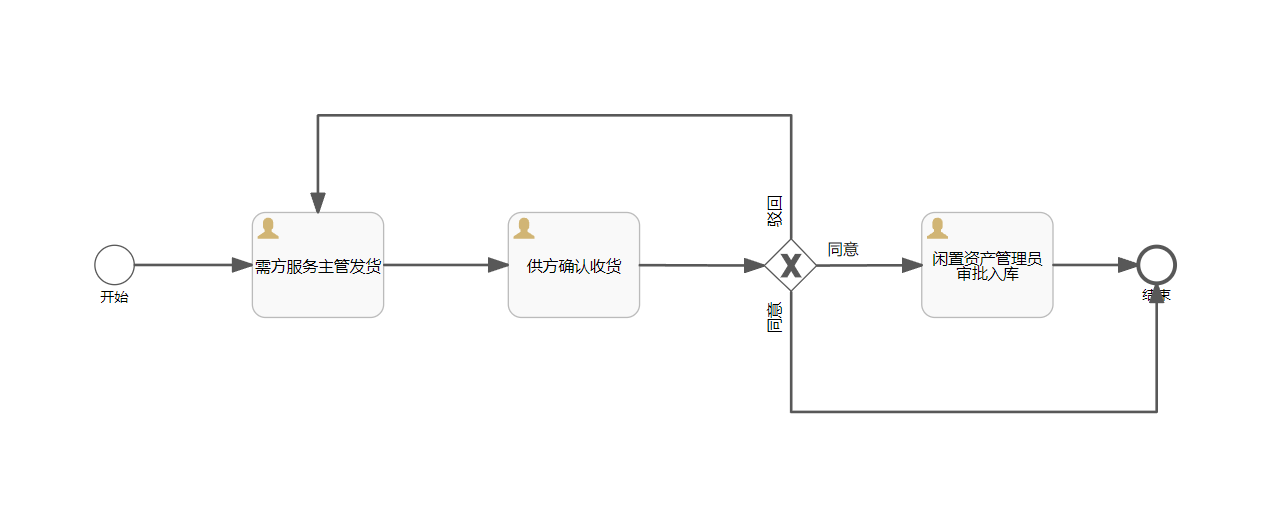 开始
需方服务主管发货
供方确认收货
驳回
同意
同意
闲置资产管理员
审批入库
结束